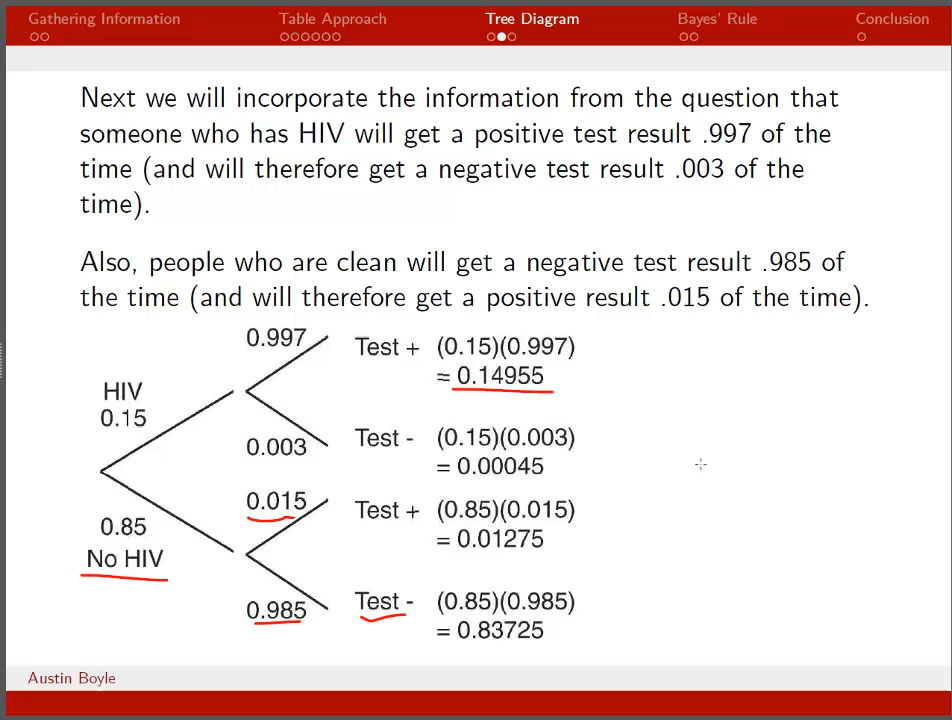 Gathering Information Table Approach Tree Diagram Bayes' Rule Conclusion
Next we will incorporate the information from the question that
someone who has HIV will get a positive test result .997 of the
time (and will therefore get a negative test result .003 of the
time).
Also, people who are clean will get a negative test result .985 of
the time (and will therefore get a positive result .015 of the time).
0.997
Test + (0.15)(0.997)
= 0.14955
HIV
0.15
Test - (0.15)(0.003)
0.003
= 0.00045
0.015
Test + (0.85)(0.015)
0.85
= 0.01275
No HIV
0.985
Test - (0.85)(0.985)
= 0.83725
Austin Boyle